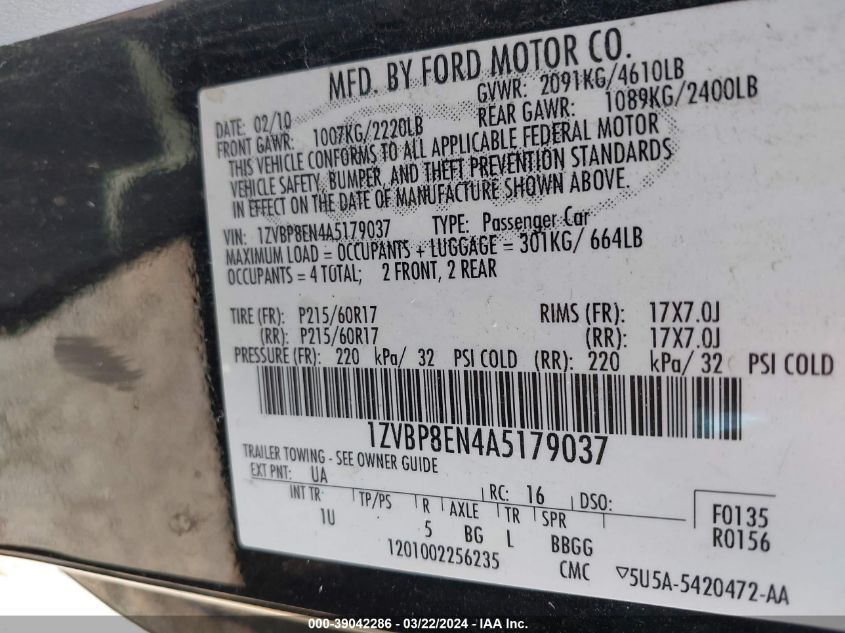 MFD. BY FORD MOTOR CO.
DATE: 02/10 GVWR: 2091KG/4610LB
FRONT GAWR: 1007KG/2220LB REAR GAWR: 1089KG/2400LB
THIS VEHICLE CONFORMS TO ALL APPLICABLE FEDERAL MOTOR
VEHICLE SAFETY, BUMPER, AND THEFT PREVENTION STANDARDS
IN EFFECT ON THE DATE OF MANUFACTURE SHOWN ABOVE.
VIN: 1ZVBP8EN4A5179037 TYPE: Passenger Car
MAXIMUM LOAD = OCCUPANTS + LUGGAGE = 301KG/ 664LB
OCCUPANTS = 4 TOTAL; 2 FRONT, 2 REAR
TIRE (FR): P215/60R17 RIMS (FR): 17X7.0J
(RR): P215/60R17 (RR): 17X7.0J
PRESSURE (FR): 220 kPa/ 32 PSI COLD (RR): 220 kPa/ 32 PSI COLD
1ZVBP8EN4A5179037
TRAILER TOWING - SEE OWNER GUIDE
EXT PNT: UA RC: 16 DSO: F0135
INT TR TP/PS R AXLE TR SPR R0156
1U 5 BG L BBGG
1201002256235 CMC ▽5U5A-5420472-AA
000-39042286 - 03/22/2024 - IAA Inc.